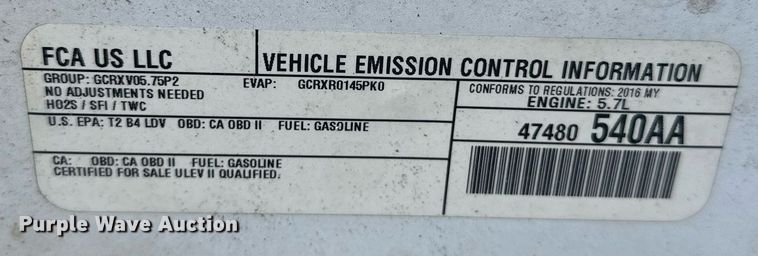 FCA US LLC
VEHICLE EMISSION CONTROL INFORMATION
GROUP: GCRXV05.75P2 EVAP: GCRXR0145PK0
NO ADJUSTMENTS NEEDED
HO2S / SFI / TWC
CONFORMS TO REGULATIONS: 2016 MY
ENGINE: 5.7L
U.S. EPA: T2 B4 LDV OBD: CA OBD II FUEL: GASOLINE
47480 540AA
CA: OBD: CA OBD II FUEL: GASOLINE
CERTIFIED FOR SALE ULEV II QUALIFIED.
Purple Wave Auction